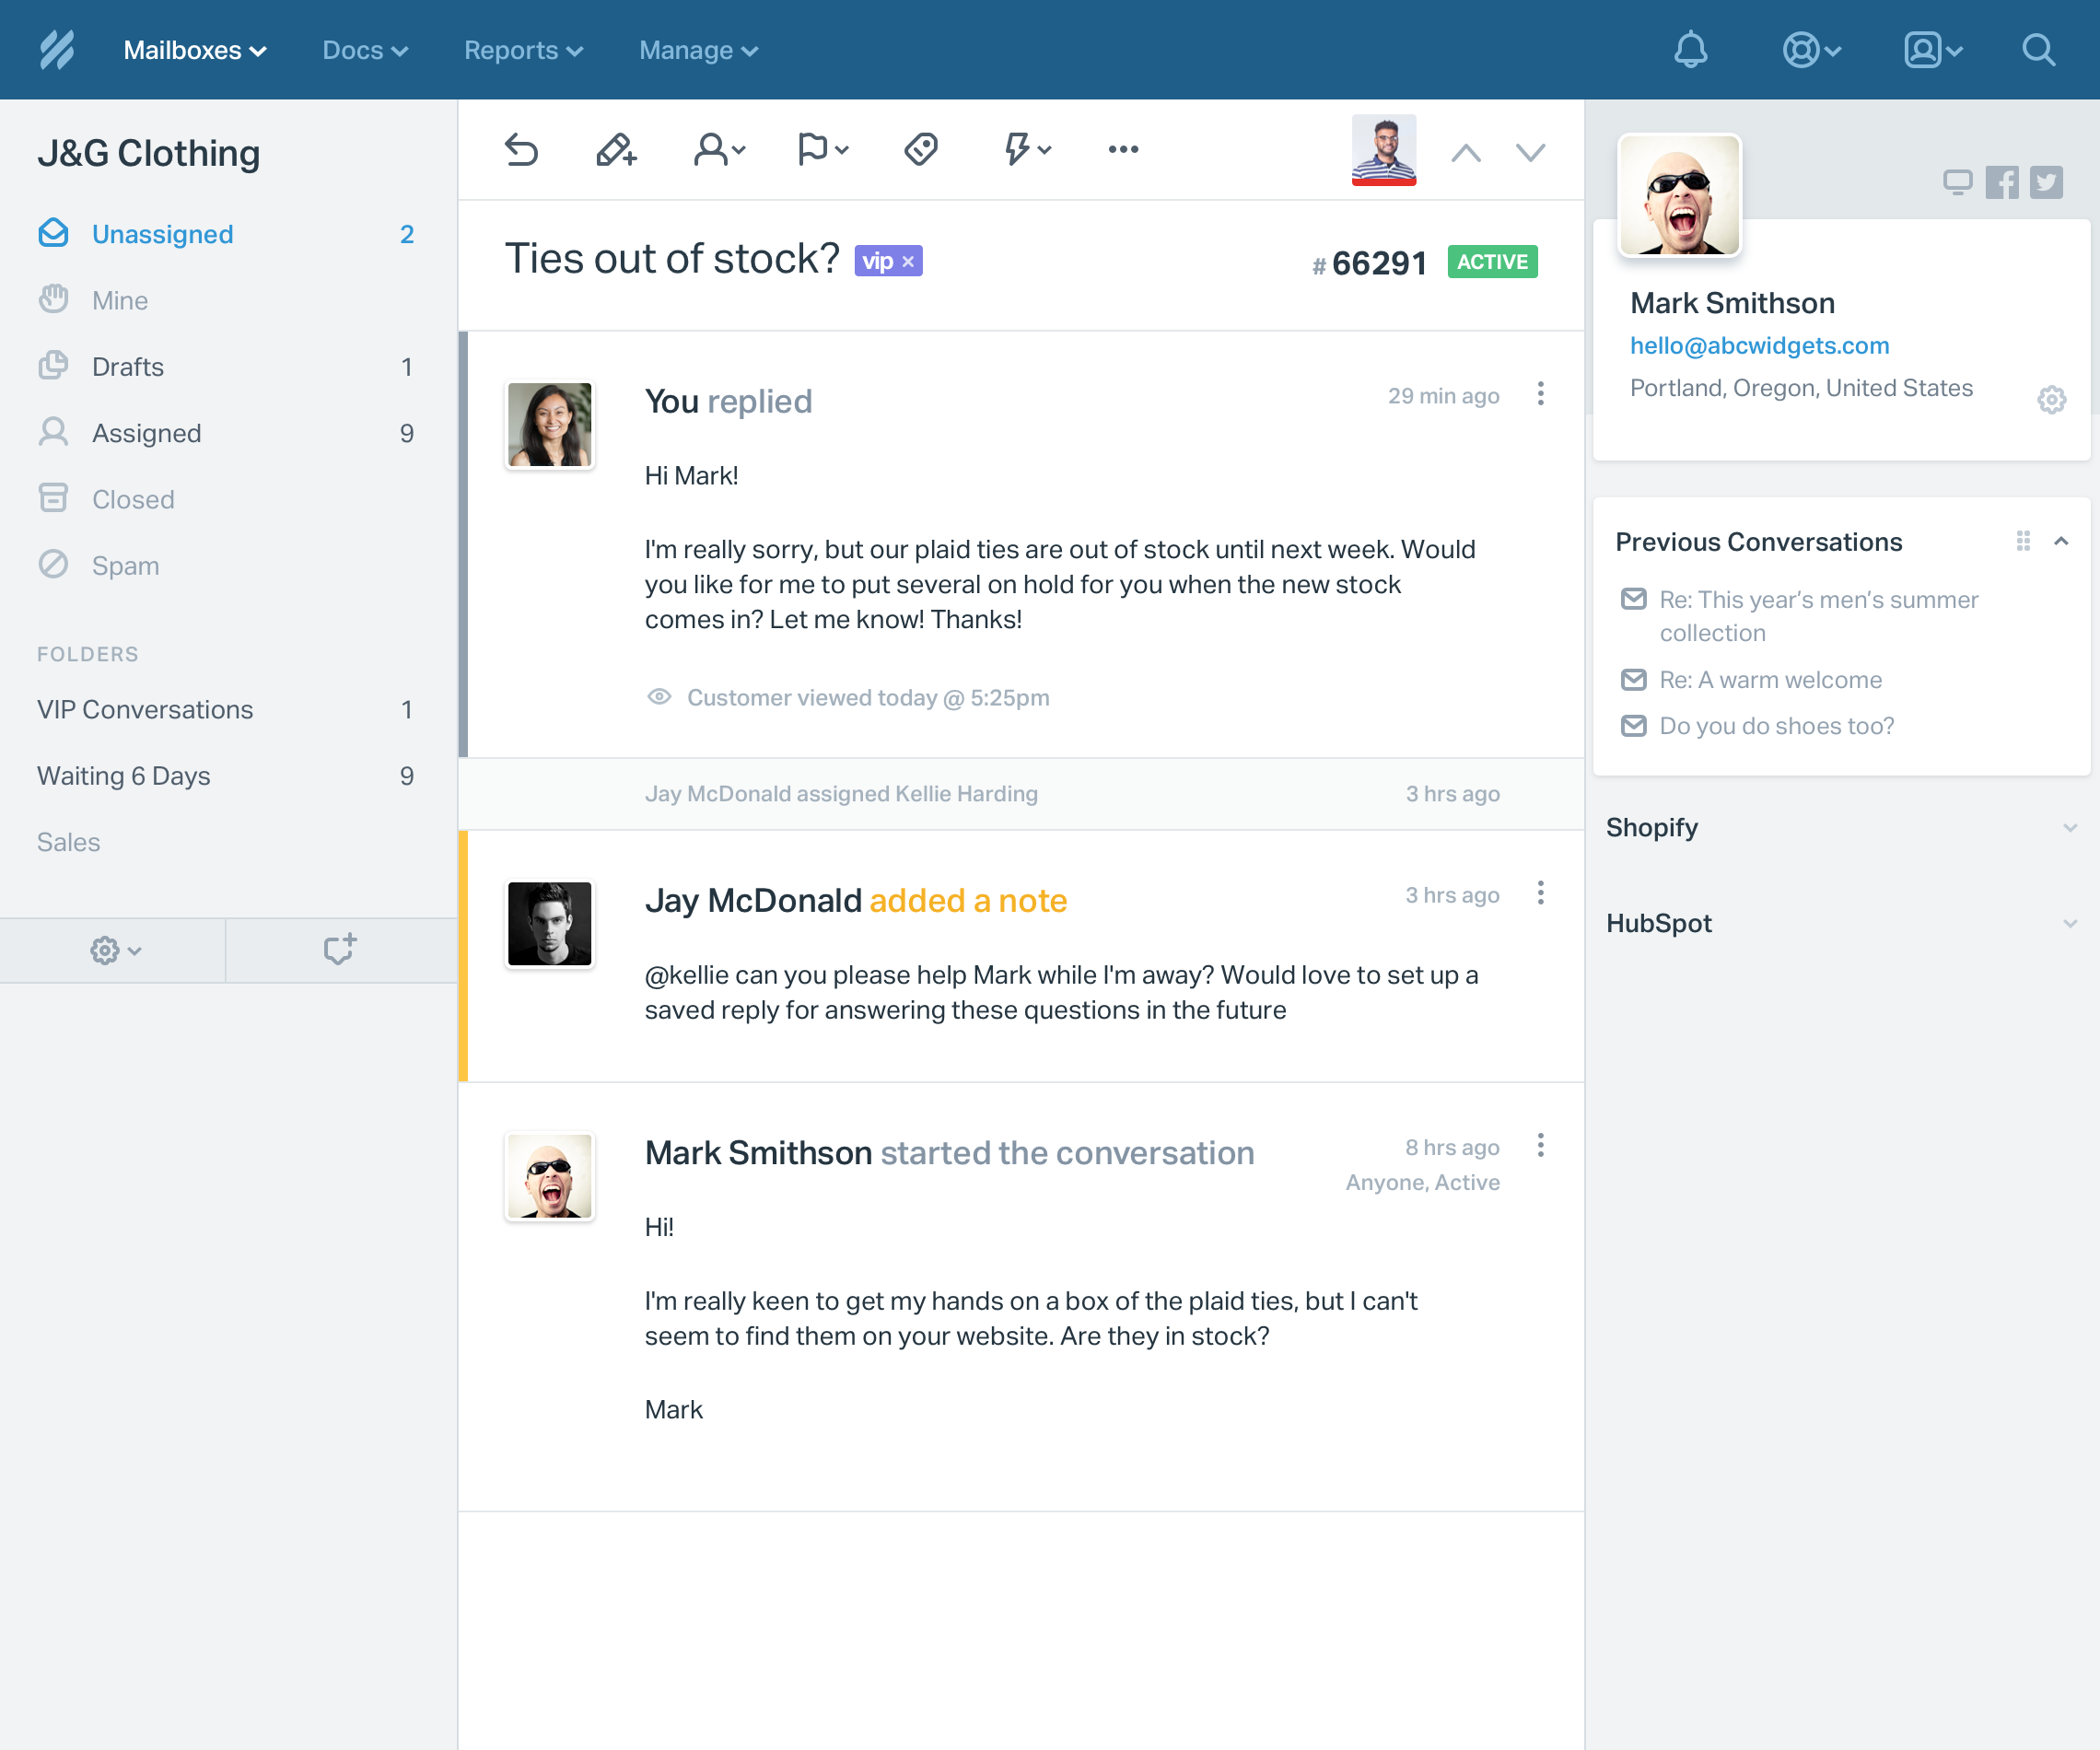 Mailboxes Docs Reports Manage
J&G Clothing
Unassigned 2
Mine
Drafts 1
Assigned 9
Closed
Spam
FOLDERS
VIP Conversations 1
Waiting 6 Days 9
Sales
Ties out of stock? vip × # 66291 ACTIVE
You replied 29 min ago
Hi Mark!
I'm really sorry, but our plaid ties are out of stock until next week. Would
you like for me to put several on hold for you when the new stock
comes in? Let me know! Thanks!
Customer viewed today @ 5:25pm
Jay McDonald assigned Kellie Harding 3 hrs ago
Jay McDonald added a note 3 hrs ago
@kellie can you please help Mark while I'm away? Would love to set up a
saved reply for answering these questions in the future
Mark Smithson started the conversation 8 hrs ago
Anyone, Active
Hi!
I'm really keen to get my hands on a box of the plaid ties, but I can't
seem to find them on your website. Are they in stock?
Mark
Mark Smithson
hello@abcwidgets.com
Portland, Oregon, United States
Previous Conversations
Re: This year’s men’s summer
collection
Re: A warm welcome
Do you do shoes too?
Shopify
HubSpot